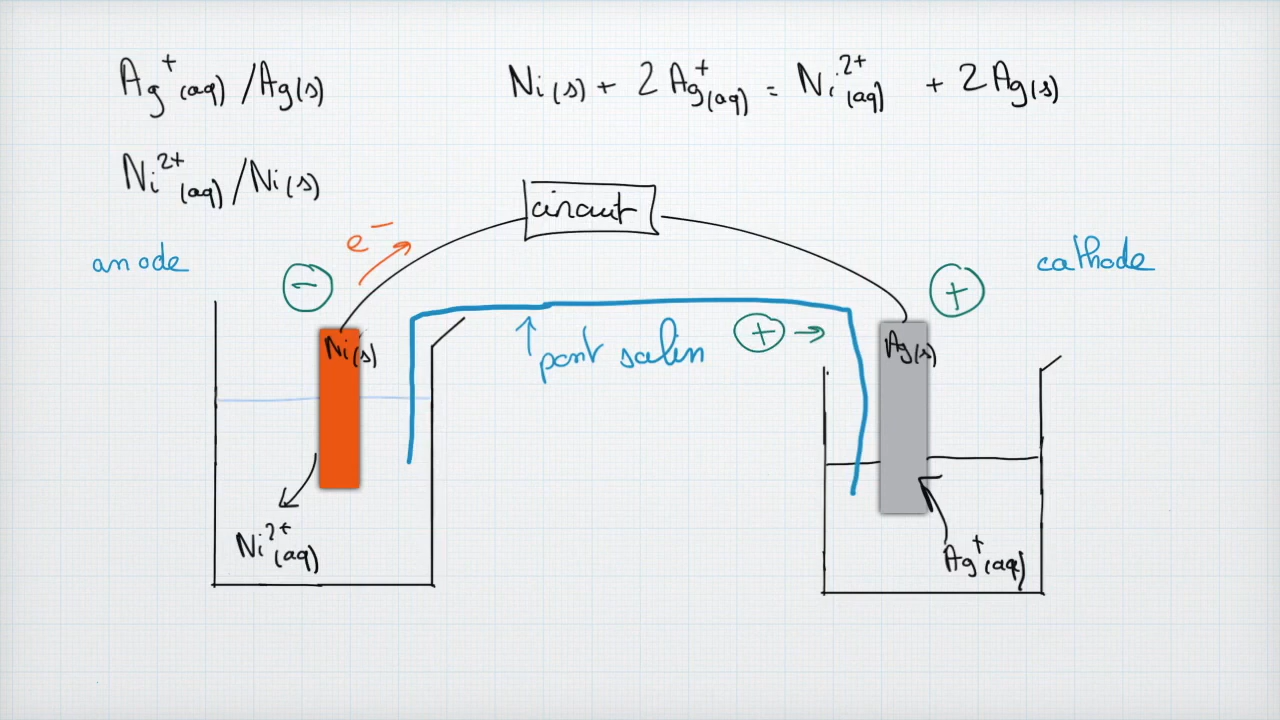 Ag⁺(aq) /Ag(s)
Ni(s) + 2 Ag⁺(aq) = Ni²⁺(aq) + 2 Ag(s)
Ni²⁺(aq) /Ni(s)
circuit
e⁻
anode
cathode
−
+
Ni(s)
pont salin
+ →
Ag(s)
Ni²⁺(aq)
Ag⁺(aq)